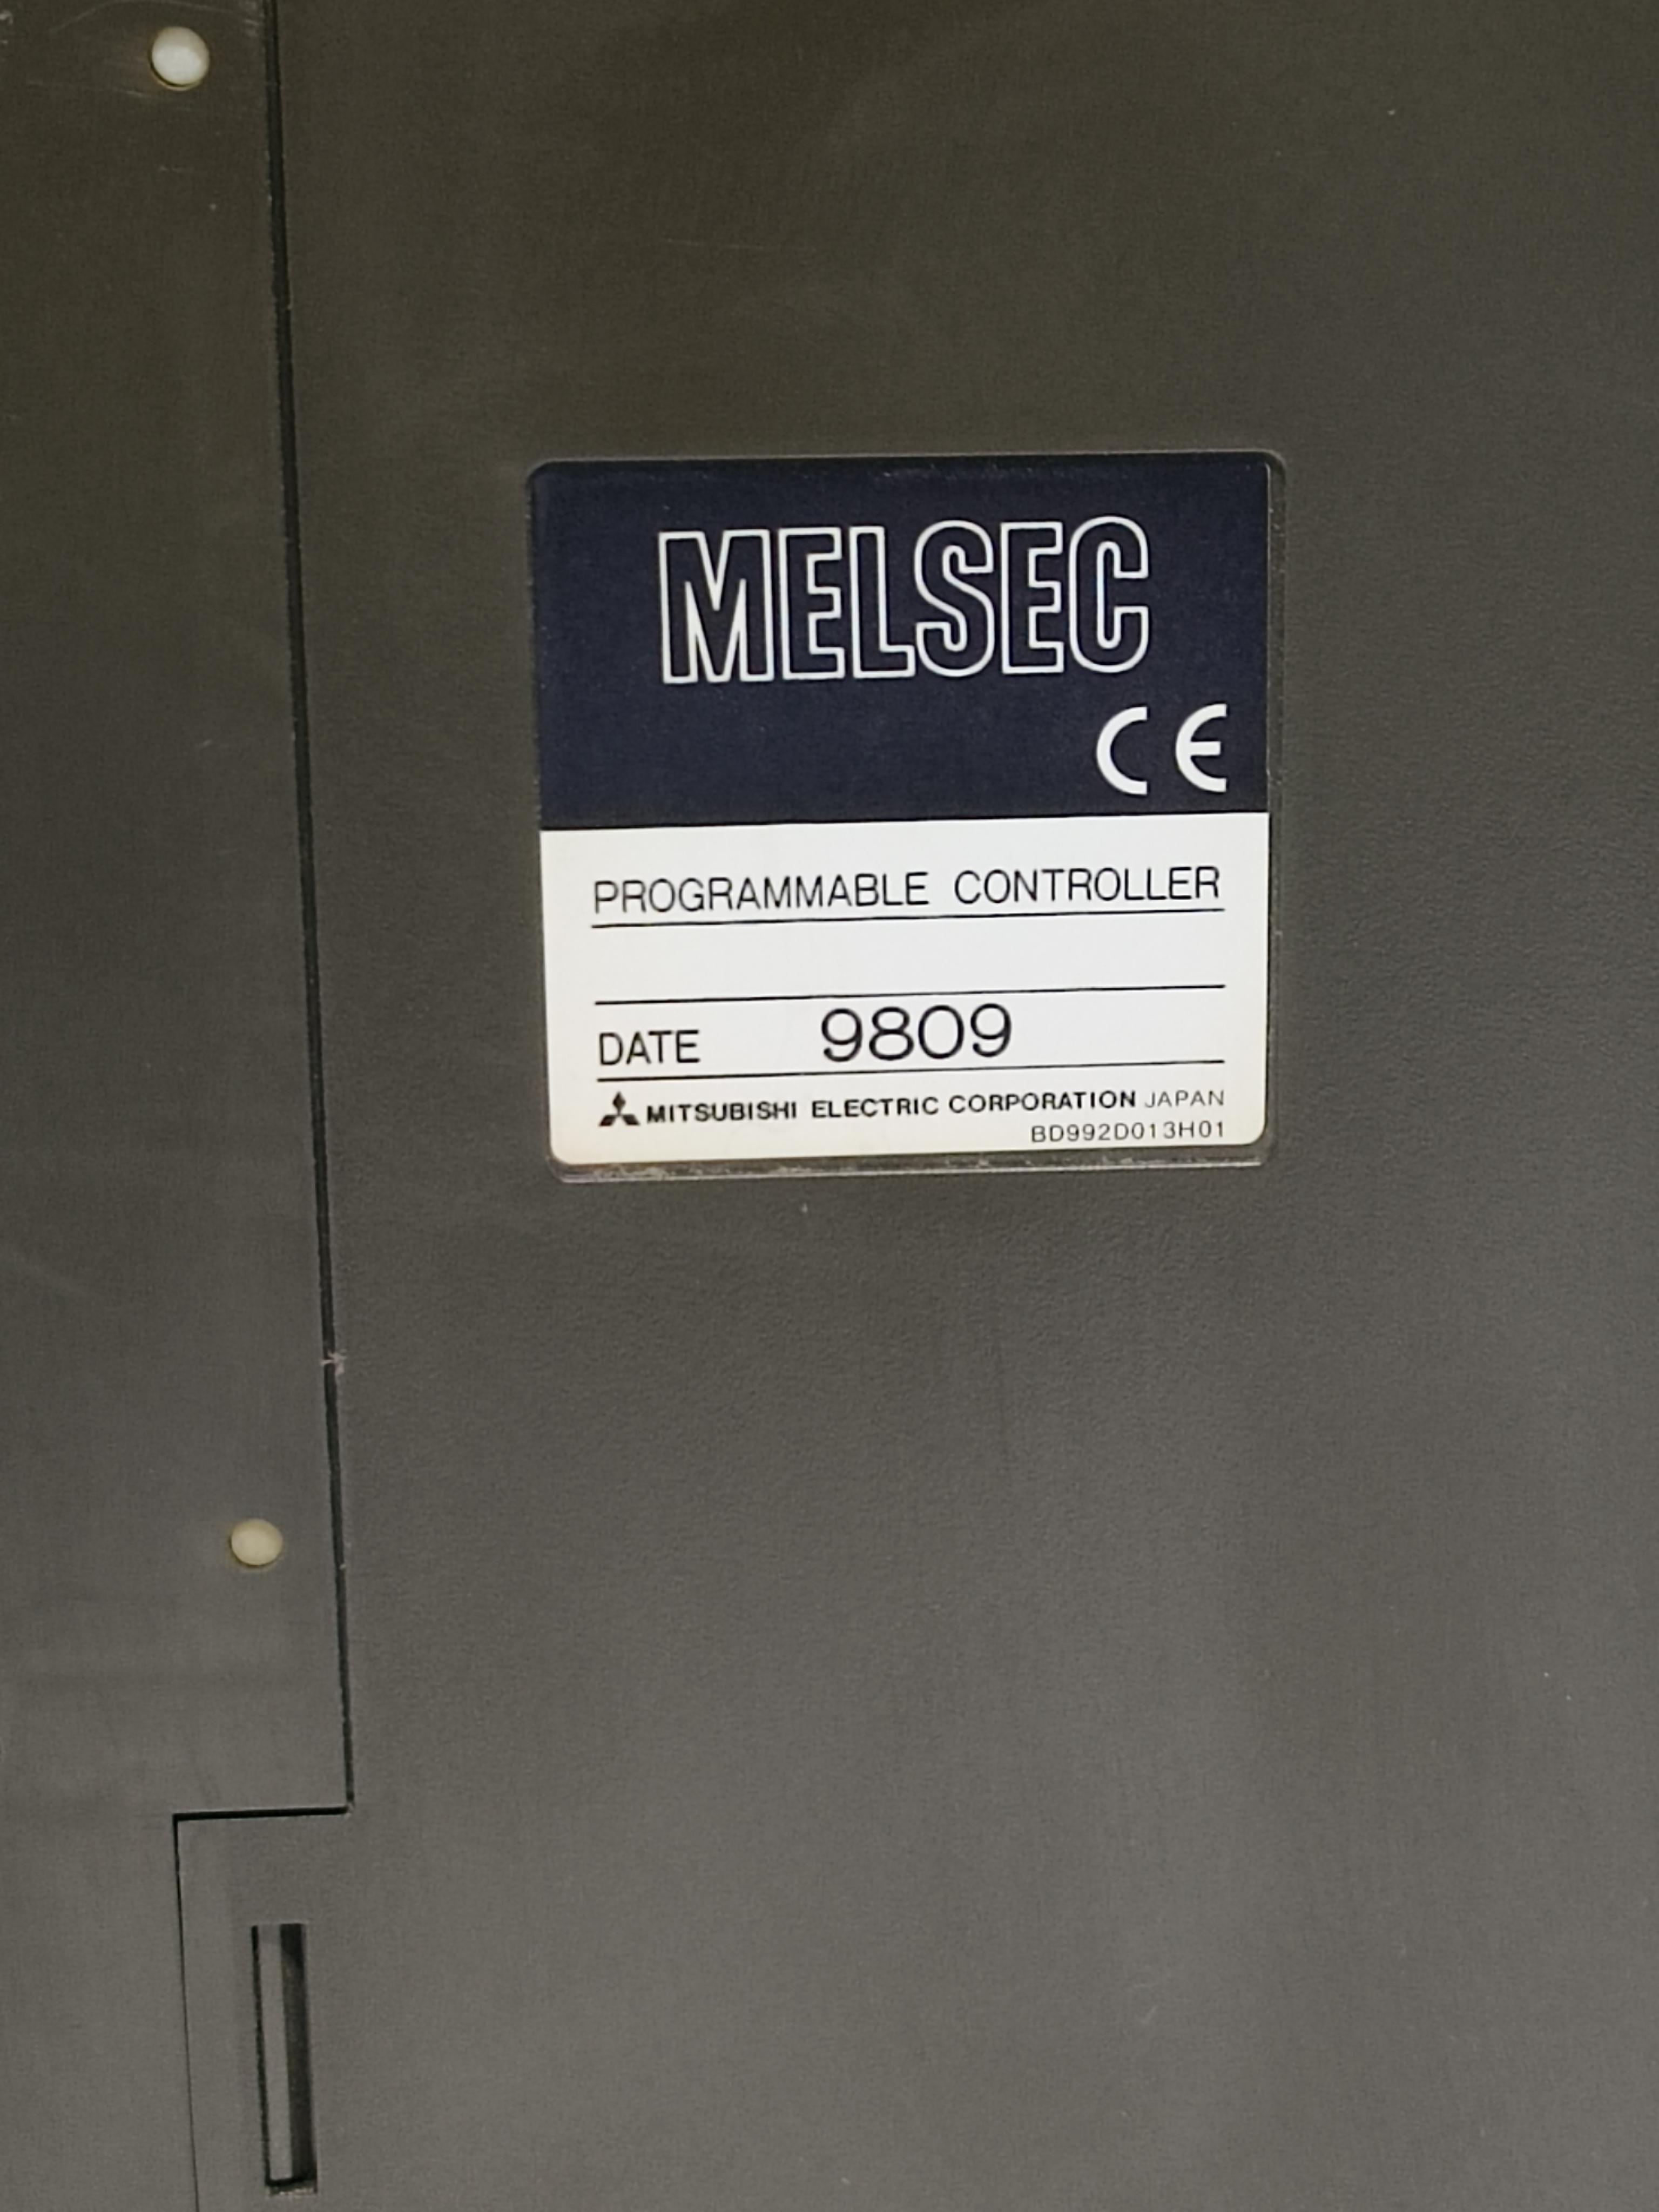 MELSEC
CE
PROGRAMMABLE CONTROLLER
DATE 9809
MITSUBISHI ELECTRIC CORPORATION JAPAN
BD992D013H01